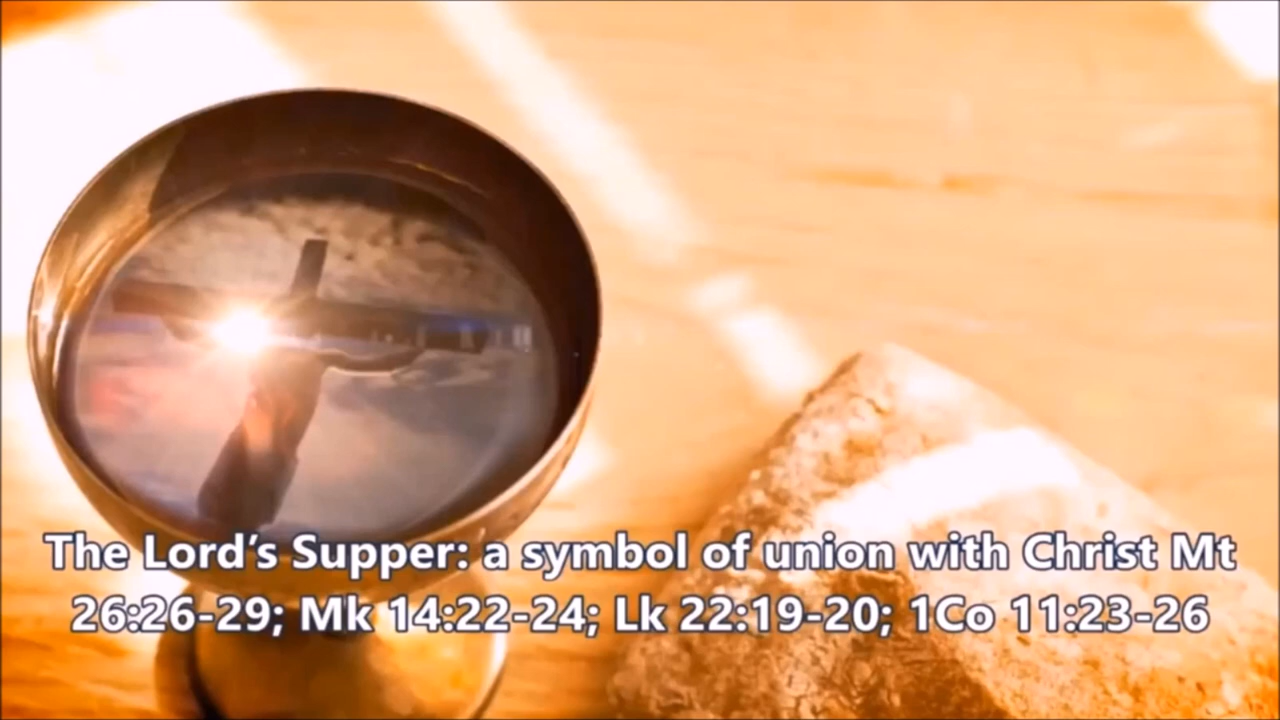 The Lord’s Supper: a symbol of union with Christ Mt
26:26-29; Mk 14:22-24; Lk 22:19-20; 1Co 11:23-26